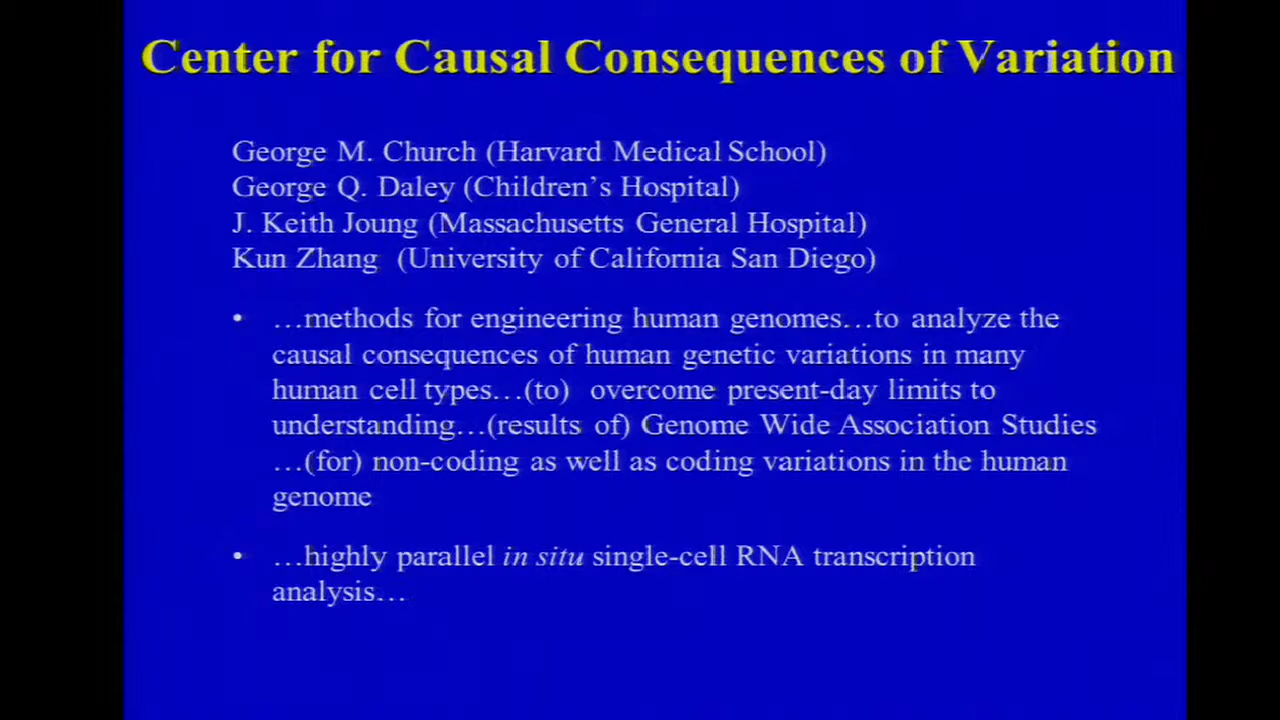 Center for Causal Consequences of Variation
George M. Church (Harvard Medical School)
George Q. Daley (Children’s Hospital)
J. Keith Joung (Massachusetts General Hospital)
Kun Zhang (University of California San Diego)
• …methods for engineering human genomes…to analyze the
causal consequences of human genetic variations in many
human cell types…(to) overcome present-day limits to
understanding…(results of) Genome Wide Association Studies
…(for) non-coding as well as coding variations in the human
genome
• …highly parallel in situ single-cell RNA transcription
analysis…